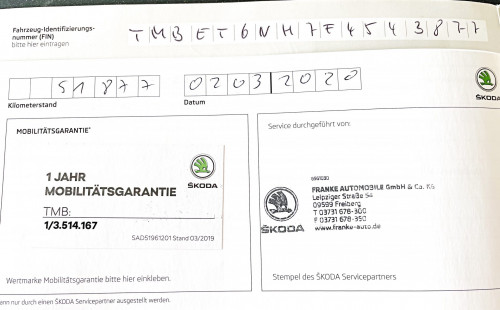 Fahrzeug-Identifizierungs-
nummer (FIN)
bitte hier eintragen
TMBET6NH7F4543877
51877
02032020
Kilometerstand
Datum
ŠKODA
MOBILITÄTSGARANTIE*
1 JAHR
MOBILITÄTSGARANTIE
ŠKODA
TMB:
1/3.514.167
SAD51961201 Stand 03/2019
Wertmarke Mobilitätsgarantie bitte hier einkleben.
Service durchgeführt von:
FRANKE AUTOMOBILE GmbH & Co. KG
Leipziger Straße 54
09599 Freiberg
T 03731 678-300
F 03731 678-350
www.franke-auto.de
ŠKODA
Stempel des ŠKODA Servicepartners
enn nur durch einen ŠKODA Servicepartner ausgestellt werden.